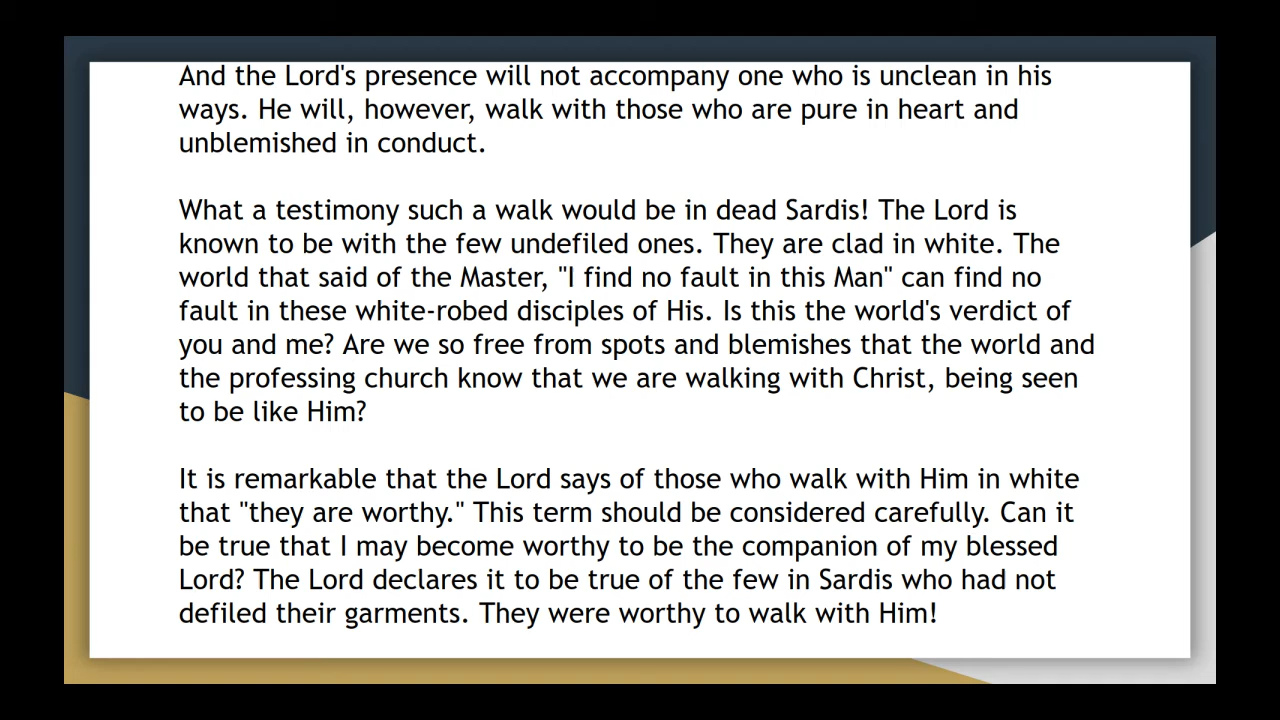 And the Lord's presence will not accompany one who is unclean in his
ways. He will, however, walk with those who are pure in heart and
unblemished in conduct.
What a testimony such a walk would be in dead Sardis! The Lord is
known to be with the few undefiled ones. They are clad in white. The
world that said of the Master, "I find no fault in this Man" can find no
fault in these white-robed disciples of His. Is this the world's verdict of
you and me? Are we so free from spots and blemishes that the world and
the professing church know that we are walking with Christ, being seen
to be like Him?
It is remarkable that the Lord says of those who walk with Him in white
that "they are worthy." This term should be considered carefully. Can it
be true that I may become worthy to be the companion of my blessed
Lord? The Lord declares it to be true of the few in Sardis who had not
defiled their garments. They were worthy to walk with Him!